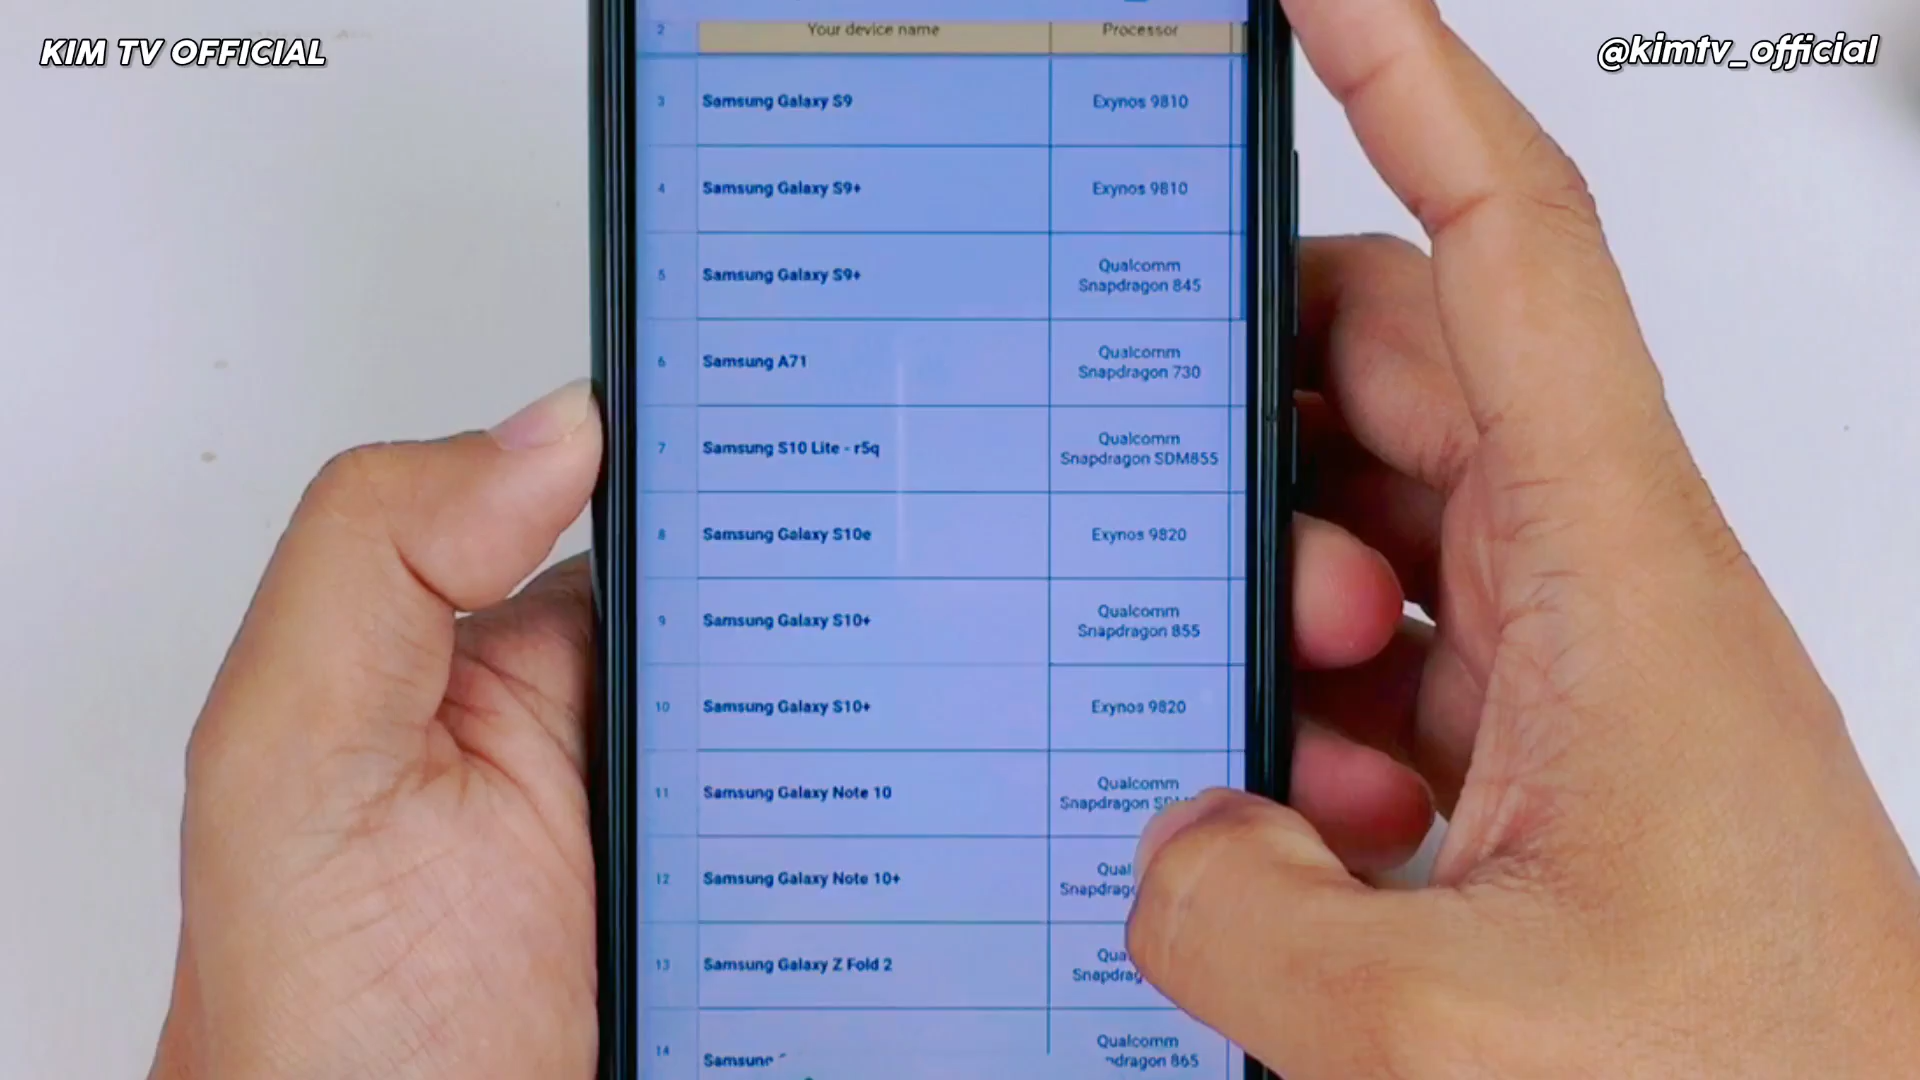 KIM TV OFFICIAL
@kimtv_official
2 Your device name Processor
3 Samsung Galaxy S9 Exynos 9810
4 Samsung Galaxy S9+ Exynos 9810
5 Samsung Galaxy S9+ Qualcomm
Snapdragon 845
6 Samsung A71 Qualcomm
Snapdragon 730
7 Samsung S10 Lite - r5q Qualcomm
Snapdragon SDM855
8 Samsung Galaxy S10e Exynos 9820
9 Samsung Galaxy S10+ Qualcomm
Snapdragon 855
10 Samsung Galaxy S10+ Exynos 9820
11 Samsung Galaxy Note 10 Qualcomm
Snapdragon
12 Samsung Galaxy Note 10+
13 Samsung Galaxy Z Fold 2
14 Samsung Qualcomm
865